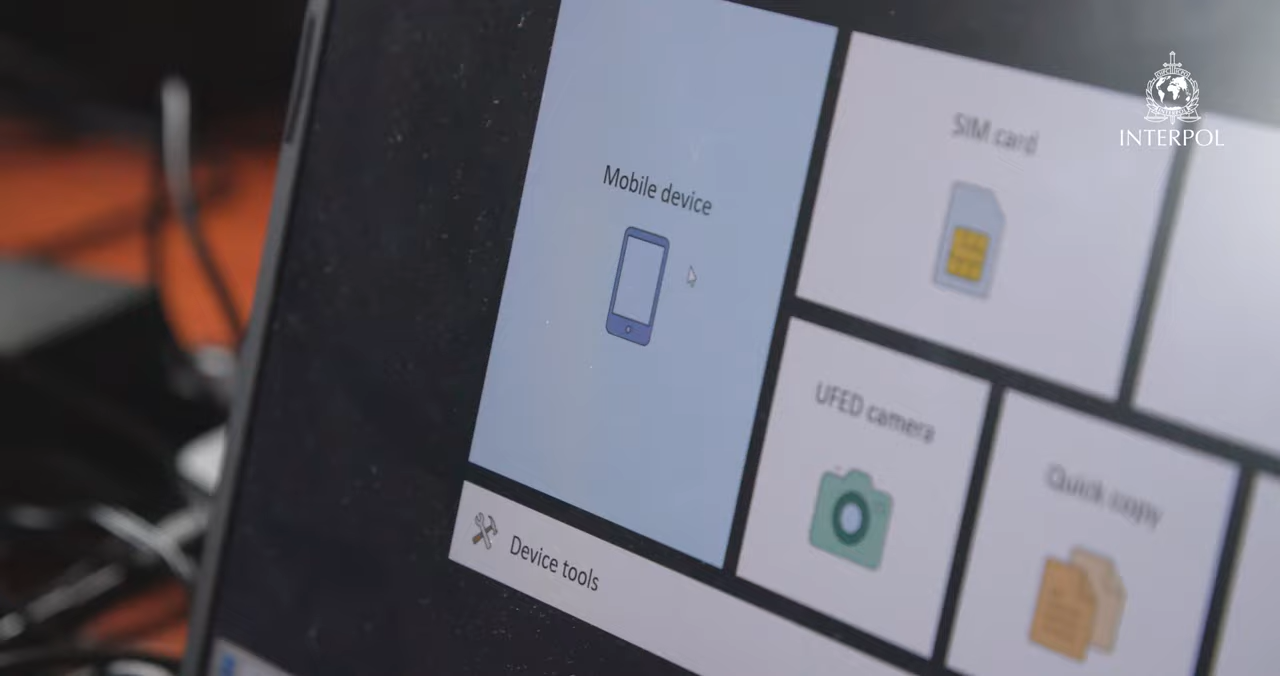 INTERPOL
Mobile device
SIM card
UFED camera
Quick copy
Device tools